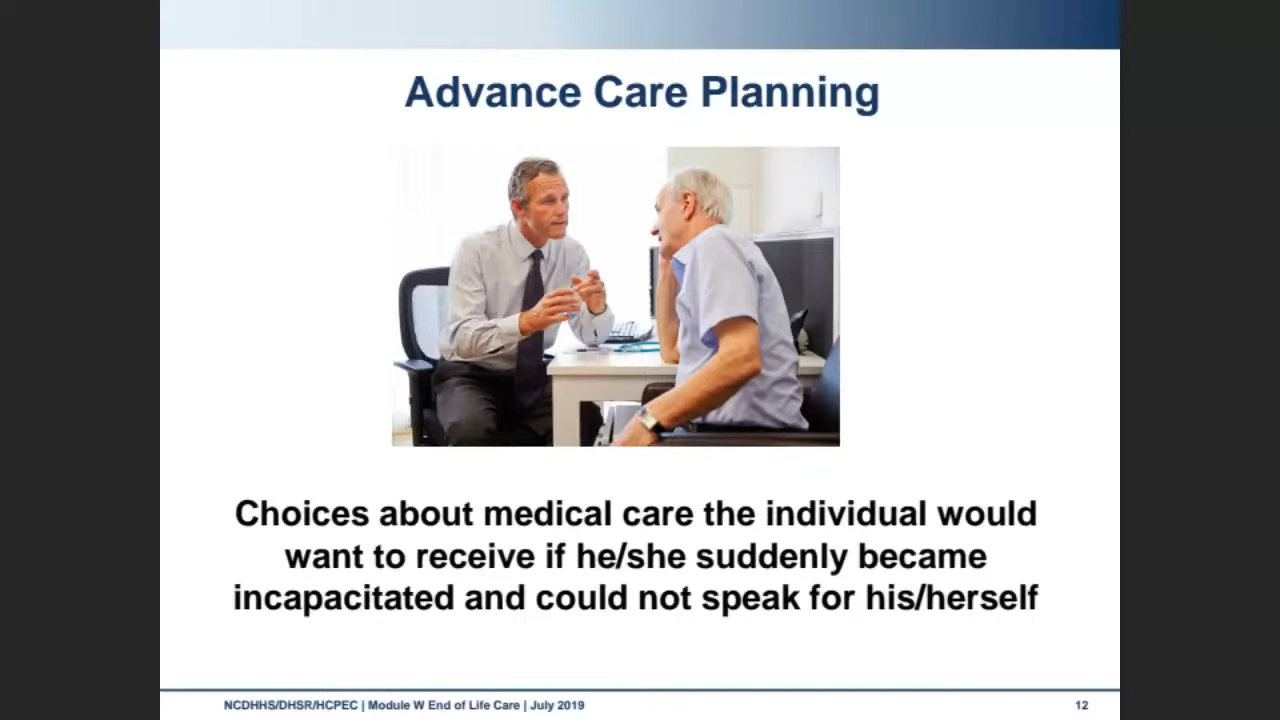 Advance Care Planning
Choices about medical care the individual would
want to receive if he/she suddenly became
incapacitated and could not speak for his/herself
NCDHHS/DHSR/HCPEC | Module W End of Life Care | July 2019
12